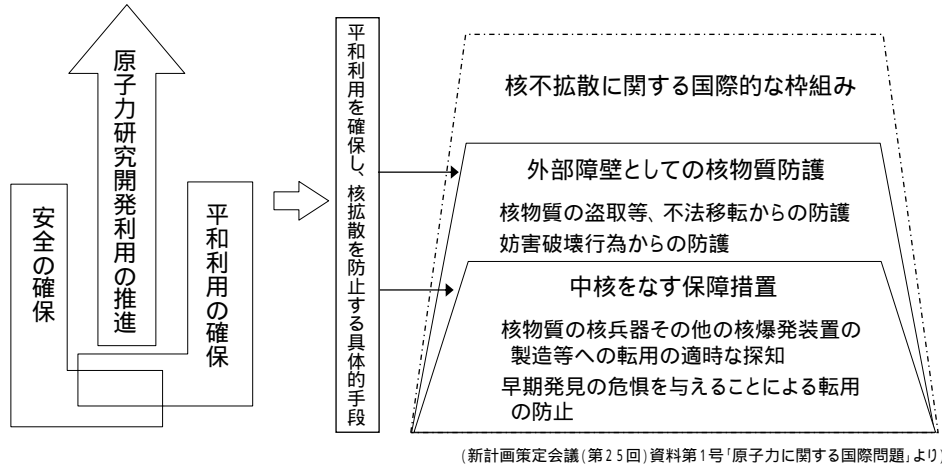 原子力研究開発利用の推進
安全の確保
平和利用の確保
平和利用を確保し、核拡散を防止する具体的手段
核不拡散に関する国際的な枠組み
外部障壁としての核物質防護
核物質の盗取等、不法移転からの防護
妨害破壊行為からの防護
中核をなす保障措置
核物質の核兵器その他の核爆発装置の
製造等への転用の適時な探知
早期発見の危惧を与えることによる転用
の防止
(新計画策定会議(第25回)資料第1号「原子力に関する国際問題」より)